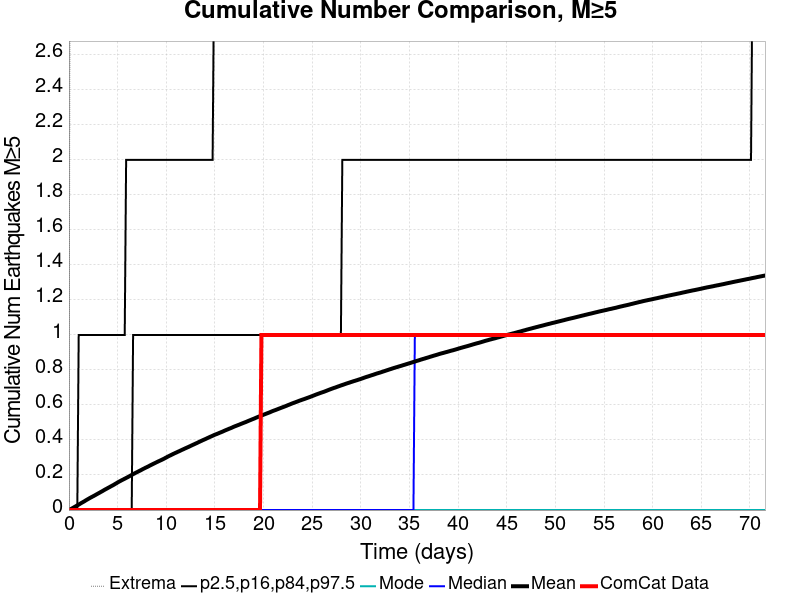 Cumulative Number Comparison, M≥5
Cumulative Num Earthquakes M≥5
2.6
2.4
2.2
2
1.8
1.6
1.4
1.2
1
0.8
0.6
0.4
0.2
0
0 5 10 15 20 25 30 35 40 45 50 55 60 65 70
Time (days)
Extrema p2.5,p16,p84,p97.5 Mode Median Mean ComCat Data